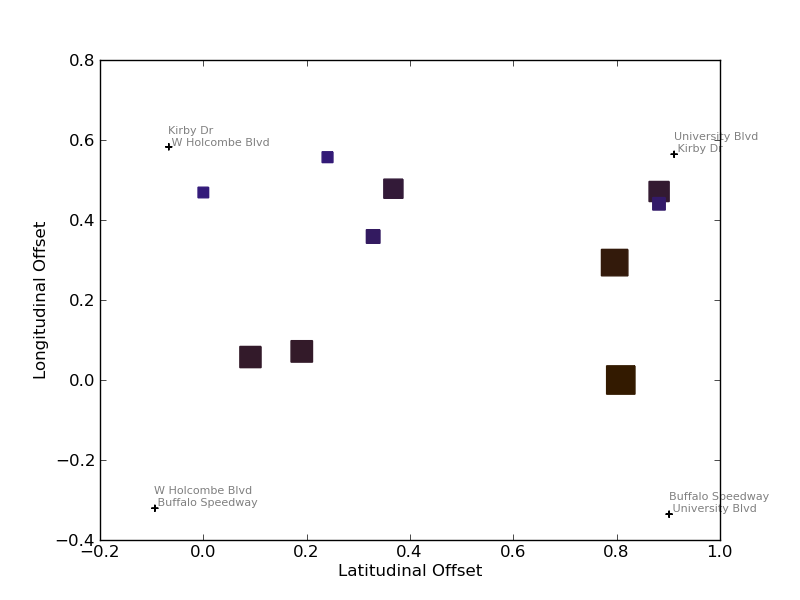 0.8
Kirby Dr
W Holcombe Blvd
University Blvd
Kirby Dr
0.6
0.4
0.2
0.0
−0.2
Longitudinal Offset
W Holcombe Blvd
Buffalo Speedway
Buffalo Speedway
University Blvd
−0.4
−0.2 0.0 0.2 0.4 0.6 0.8 1.0
Latitudinal Offset